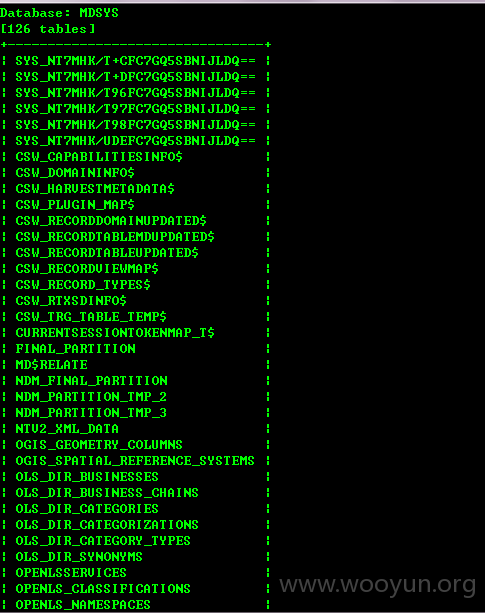 Database: MDSYS
[126 tables]
+--------------------------------+
| SYS_NT7MHK/T+CFC7GQ5SBNIJLDQ== |
| SYS_NT7MHK/T+DFC7GQ5SBNIJLDQ== |
| SYS_NT7MHK/T96FC7GQ5SBNIJLDQ== |
| SYS_NT7MHK/T97FC7GQ5SBNIJLDQ== |
| SYS_NT7MHK/T98FC7GQ5SBNIJLDQ== |
| SYS_NT7MHK/UDEFC7GQ5SBNIJLDQ== |
| CSW_CAPABILITIESINFO$ |
| CSW_DOMAININFO$ |
| CSW_HARVESTMETADATA$ |
| CSW_PLUGIN_MAP$ |
| CSW_RECORDDOMAINUPDATED$ |
| CSW_RECORDTABLEMDUPDATED$ |
| CSW_RECORDTABLEUPDATED$ |
| CSW_RECORDVIEWMAP$ |
| CSW_RECORD_TYPES$ |
| CSW_RTXSDINFO$ |
| CSW_TRG_TABLE_TEMP$ |
| CURRENTSESSIONTOKENMAP_T$ |
| FINAL_PARTITION |
| MD$RELATE |
| NDM_FINAL_PARTITION |
| NDM_PARTITION_TMP_2 |
| NDM_PARTITION_TMP_3 |
| NTV2_XML_DATA |
| OGIS_GEOMETRY_COLUMNS |
| OGIS_SPATIAL_REFERENCE_SYSTEMS |
| OLS_DIR_BUSINESSES |
| OLS_DIR_BUSINESS_CHAINS |
| OLS_DIR_CATEGORIES |
| OLS_DIR_CATEGORIZATIONS |
| OLS_DIR_CATEGORY_TYPES |
| OLS_DIR_SYNONYMS |
| OPENLSSERVICES |
| OPENLS_CLASSIFICATIONS |
| OPENLS_NAMESPACES |
www.wooyun.org